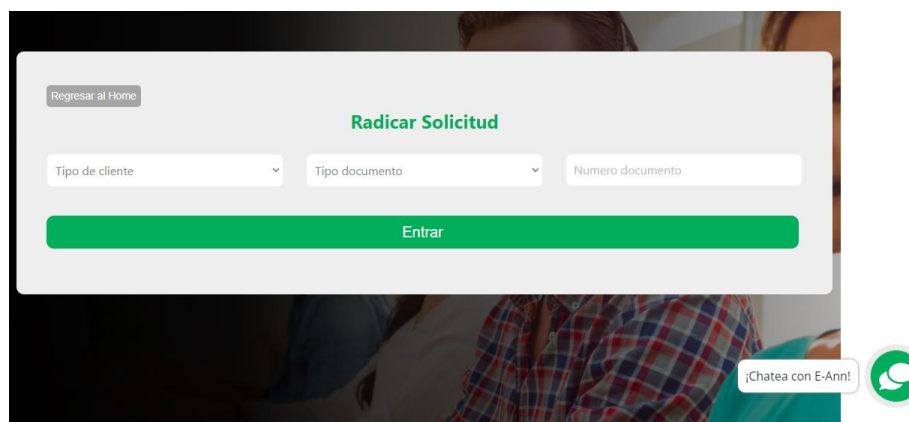 Regresar al Home
Radicar Solicitud
Tipo de cliente
Tipo documento
Numero documento
Entrar
¡Chatea con E-Ann!